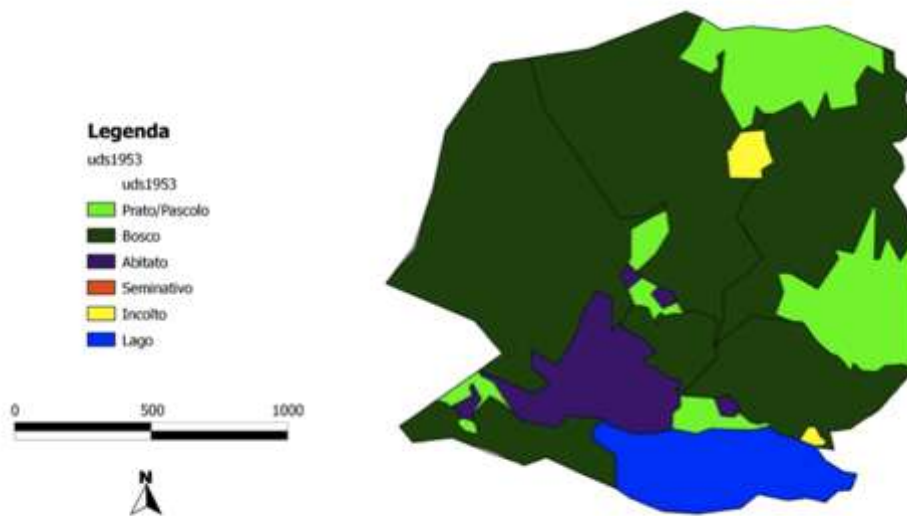 Legenda
uds1953
uds1953
Prato/Pascolo
Bosco
Abitato
Seminativo
Incolto
Lago
0 500 1000
N